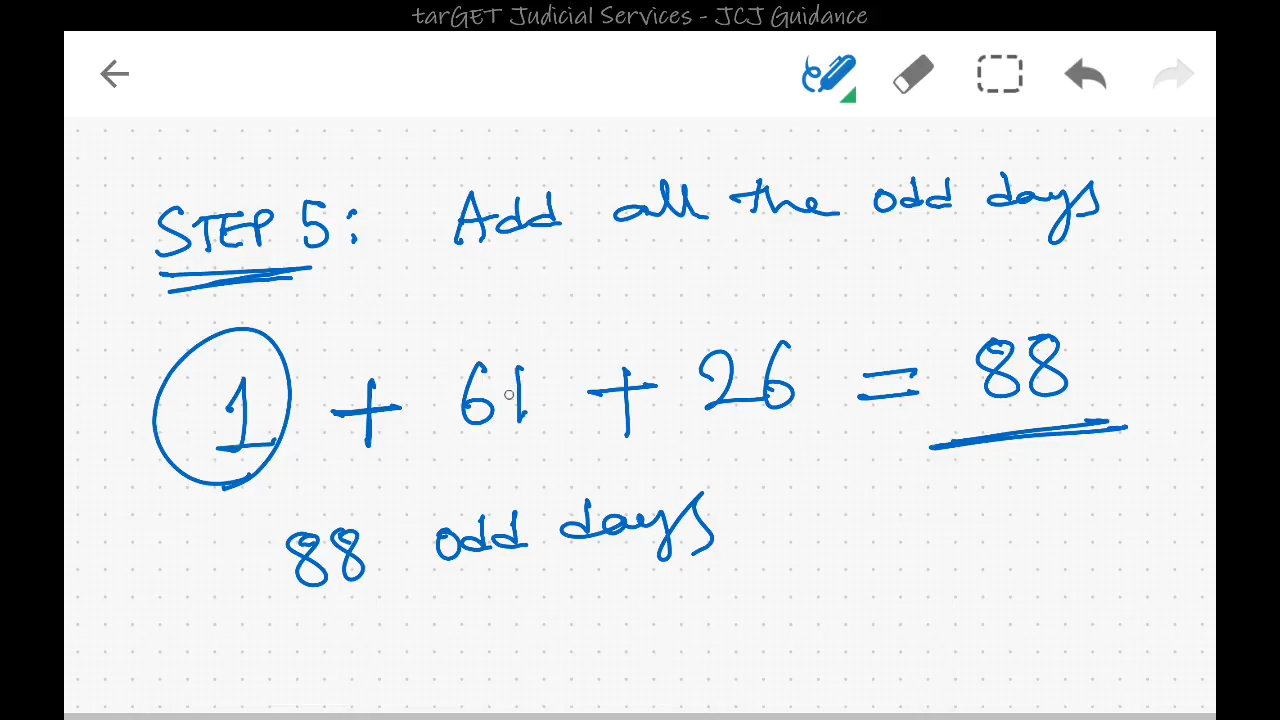 tarGET Judicial Services - JCJ Guidance
STEP 5: Add all the odd days
1 + 61 + 26 = 88
88 odd days